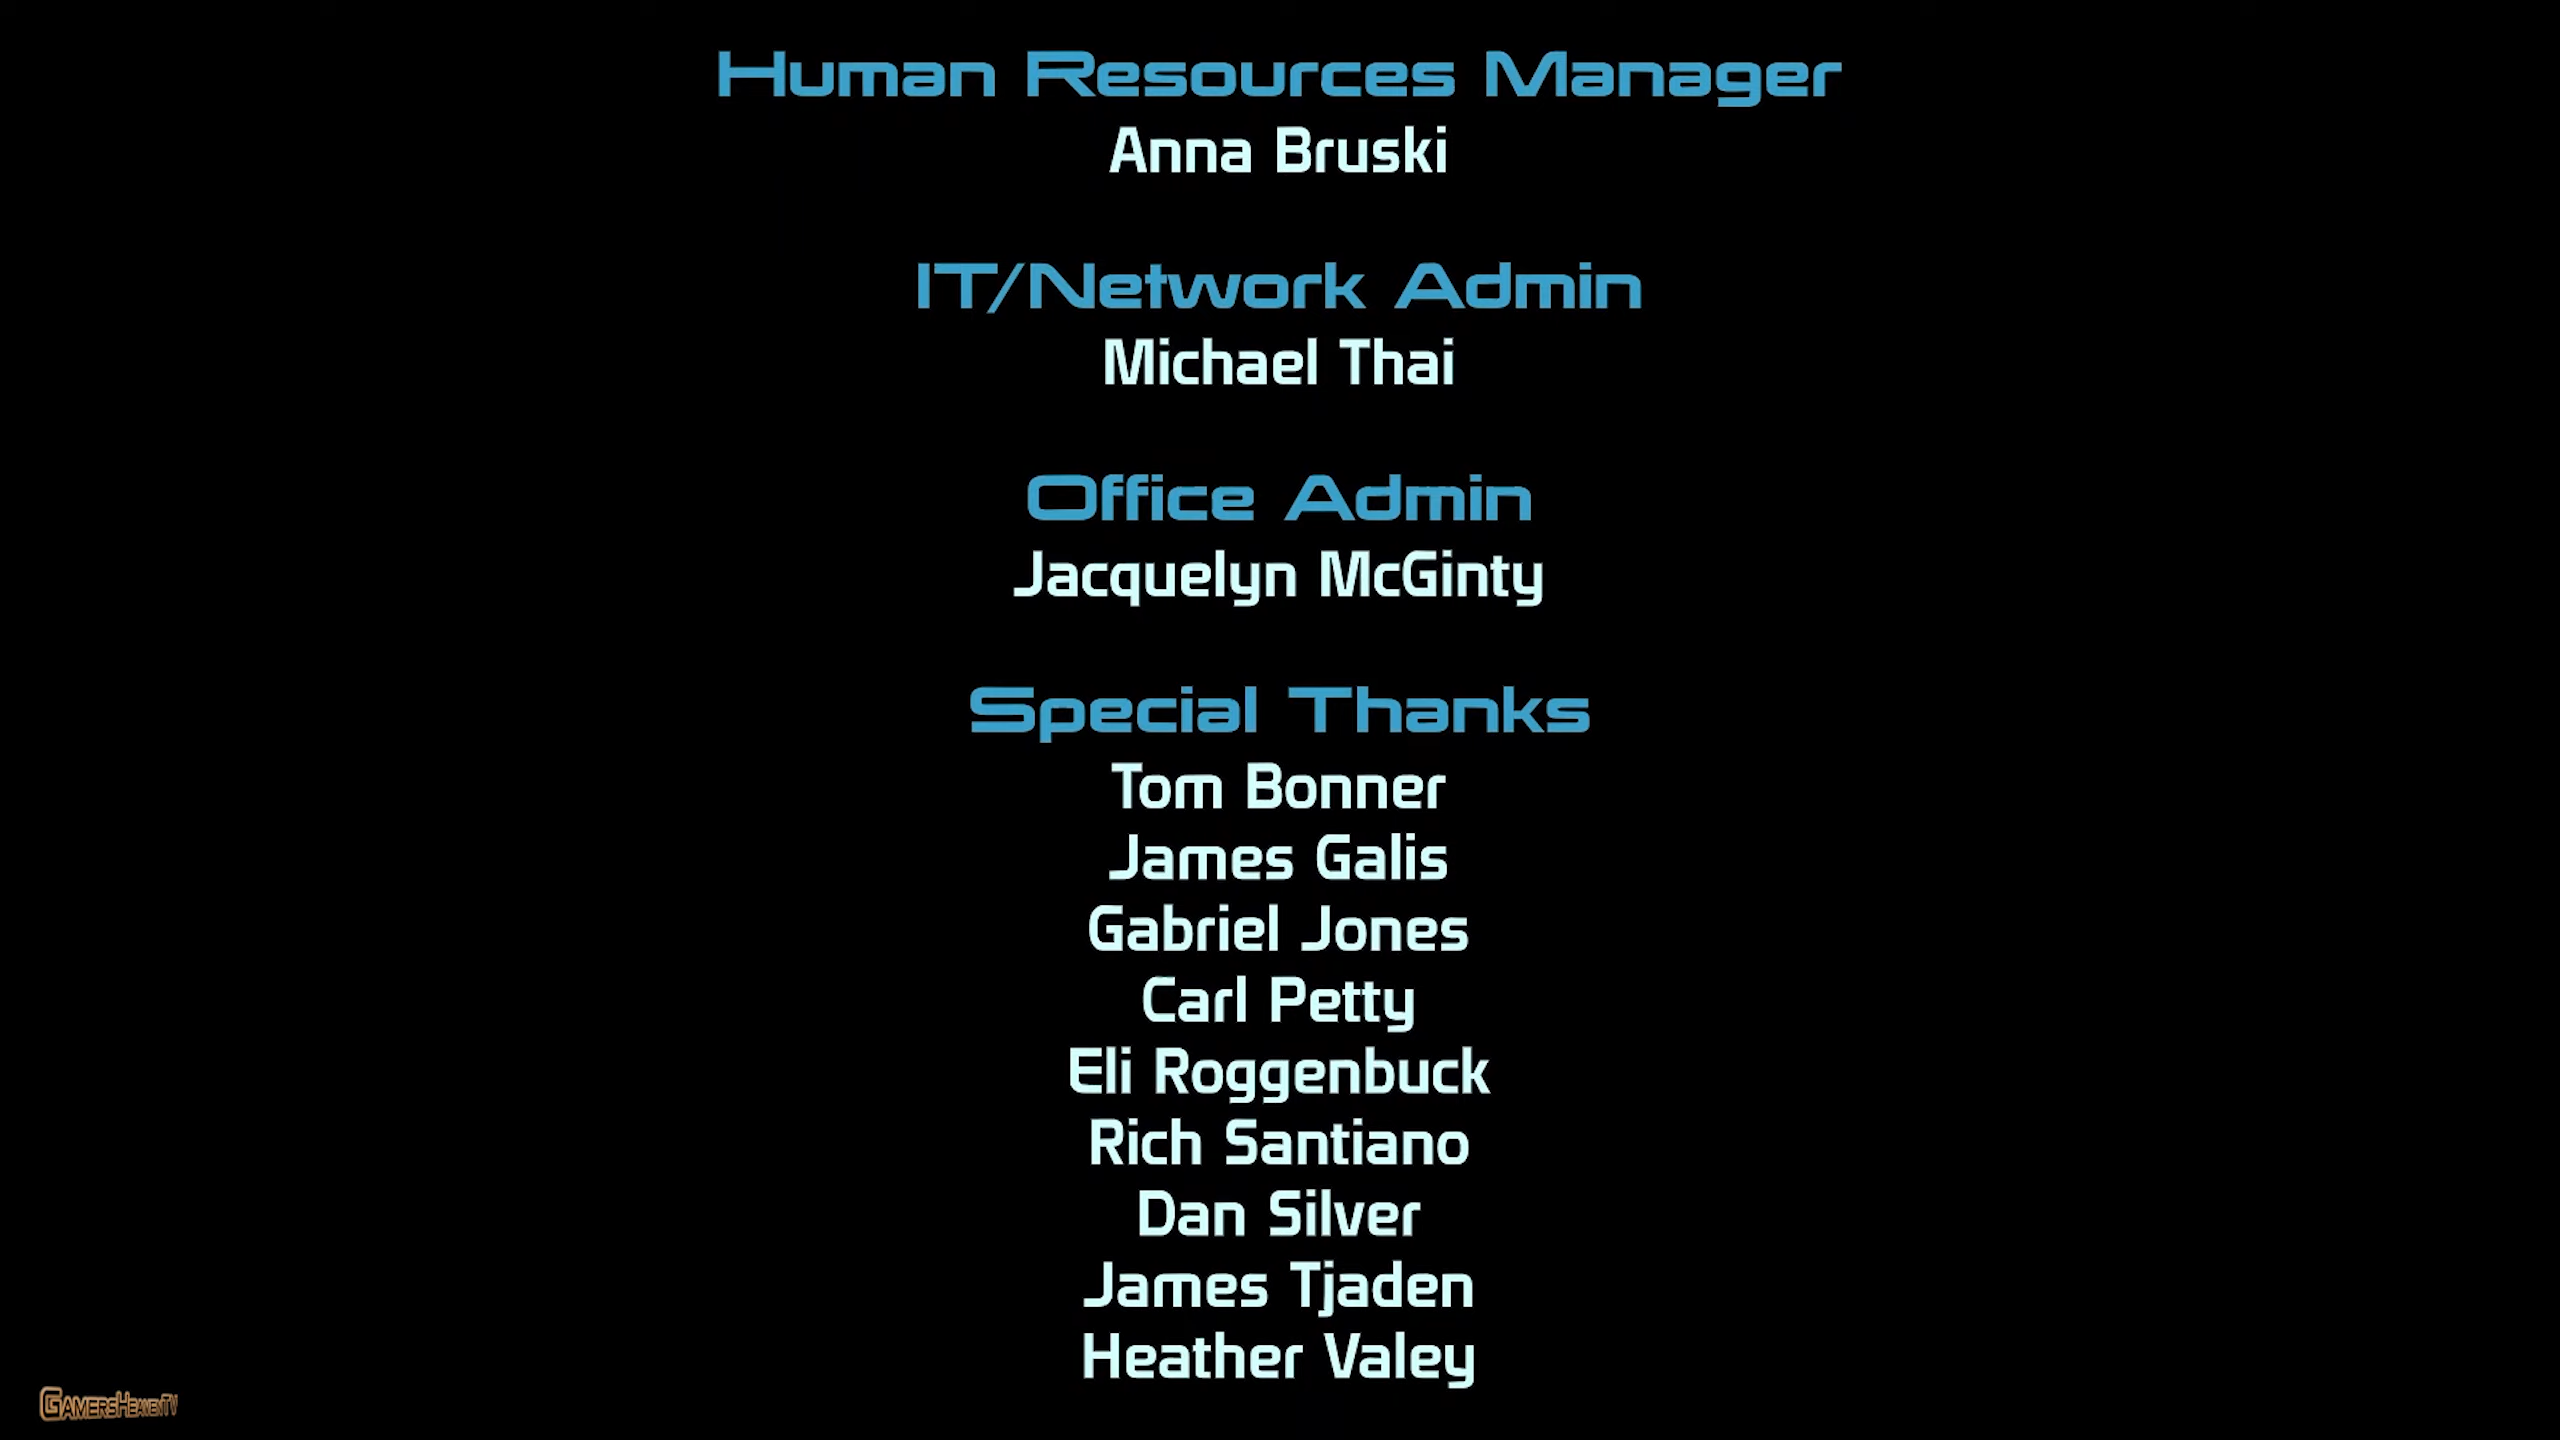 Human Resources Manager
Anna Bruski
IT/Network Admin
Michael Thai
Office Admin
Jacquelyn McGinty
Special Thanks
Tom Bonner
James Galis
Gabriel Jones
Carl Petty
Eli Roggenbuck
Rich Santiano
Dan Silver
James Tjaden
Heather Valey
GamersHeavenTV